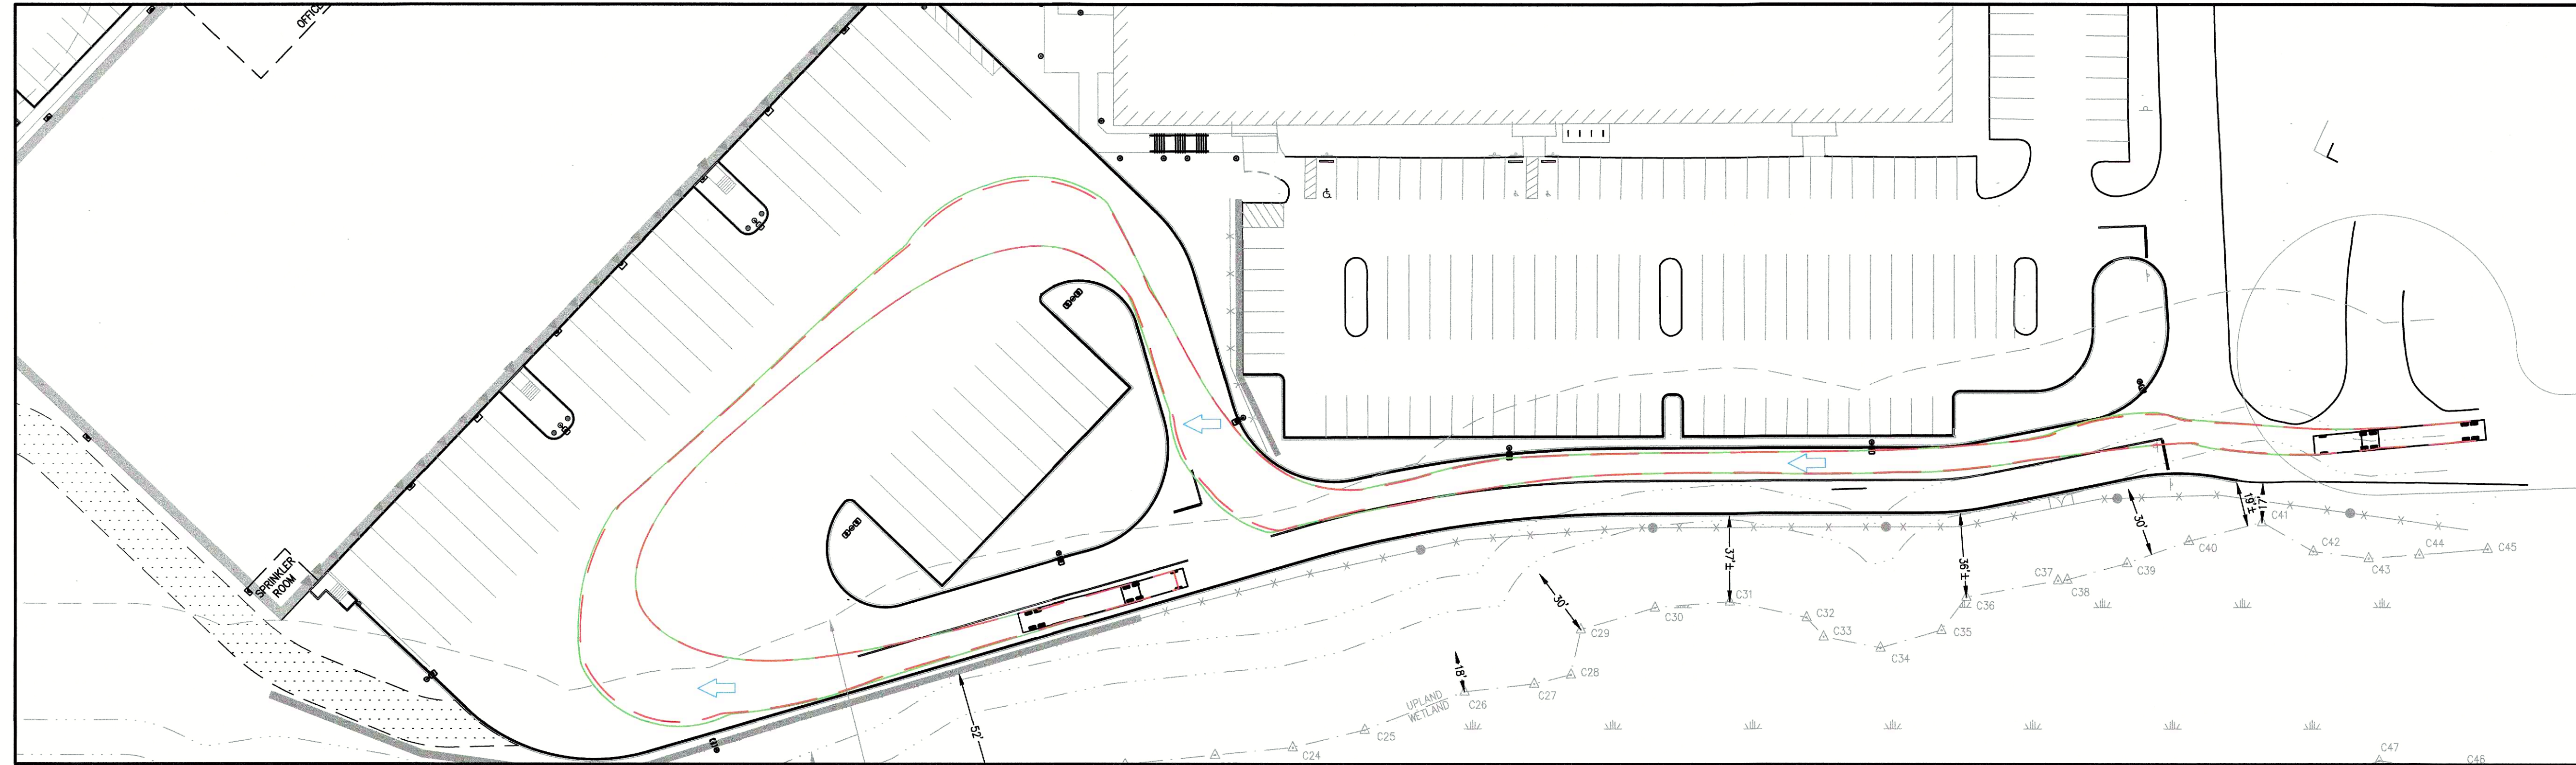 OFFICE
SPRINKLER
ROOM
52'
UPLAND
WETLAND
18'
30'
37'±
36'±
30'
19'±
17'±
C24
C25
C26
C27
C28
C29
C30
C31
C32
C33
C34
C35
C36
C37
C38
C39
C40
C41
C42
C43
C44
C45
C46
C47